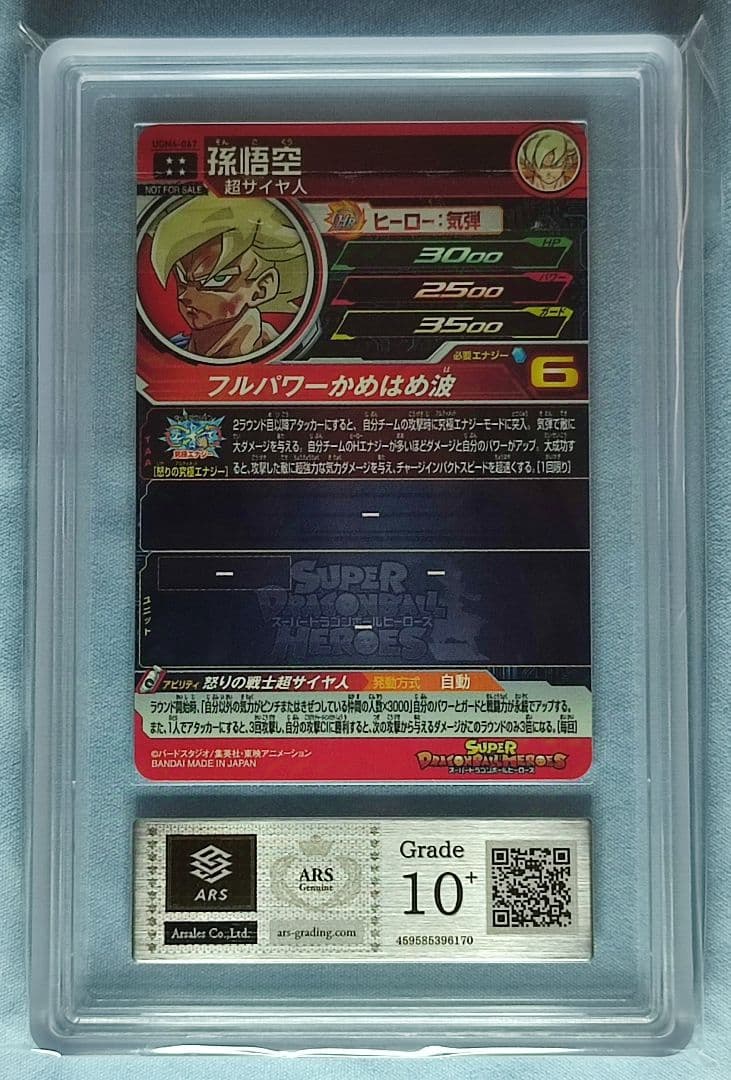 UGM4-067
孫悟空
超サイヤ人
NOT FOR SALE
ヒーロー:気弾
HP
3000
パワー
2500
ガード
3500
必要エナジー
6
フルパワーかめはめ波
2ラウンド目以降アタッカーにすると、自分チームの攻撃時に究極エナジーモードに突入。気弾で敵に
大ダメージを与える。自分チームのHエナジーが多いほどダメージと自分のパワーがアップ。大成功す
ると、攻撃した敵に超強力な気力ダメージを与え、チャージインパクトスピードを超速くする。[1回限り]
究極エナジー
[怒りの究極エナジー]
ー
ー
ー
SUPER
DRAGONBALL
スーパードラゴンボールヒーローズ
HEROES
ー
ユニット
アビリティ 怒りの戦士超サイヤ人 発動方式 自動
ラウンド開始時、「自分以外の気力がピンチまたはきぜつしている仲間の人数×3000」自分のパワーとガードと戦闘力が永続でアップする。
また、1人でアタッカーにすると、3回攻撃し、自分の攻撃CIに勝利すると、次の攻撃から与えるダメージがこのラウンドのみ3倍になる。[毎回]
©バードスタジオ/集英社・東映アニメーション
BANDAI MADE IN JAPAN
SUPER
DRAGONBALL HEROES
スーパードラゴンボールヒーローズ
ARS
Arsales Co.,Ltd.
ARS
Genuine
ars-grading.com
Grade
10+
459585396170